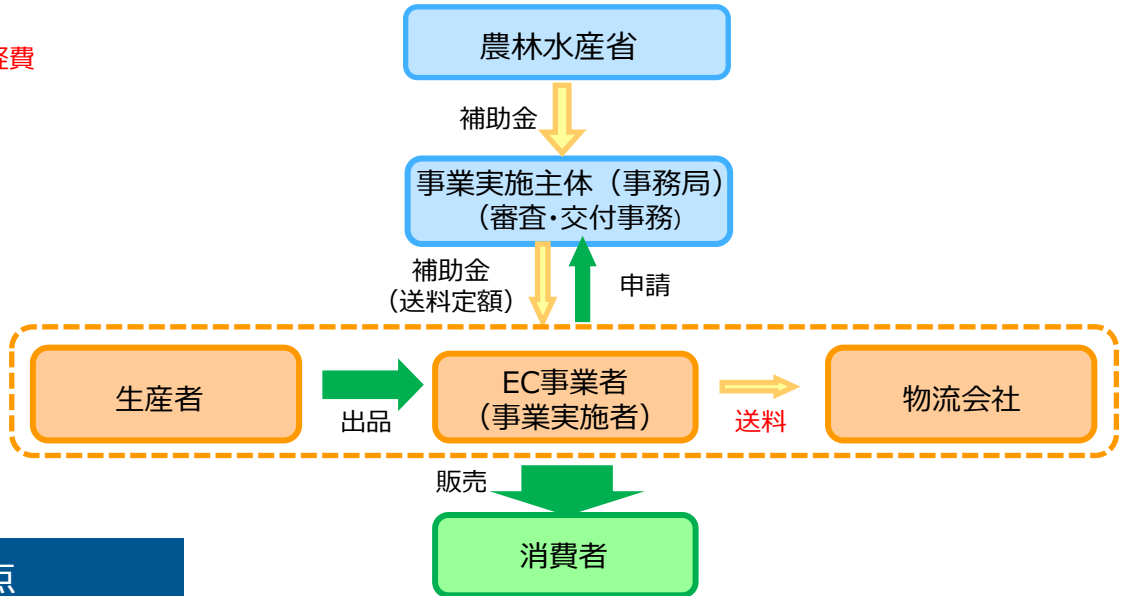 農林水産省
経費
補助金
事業実施主体（事務局）
（審査・交付事務）
補助金
（送料定額）
申請
生産者
出品
EC事業者
（事業実施者）
送料
物流会社
販売
消費者
点